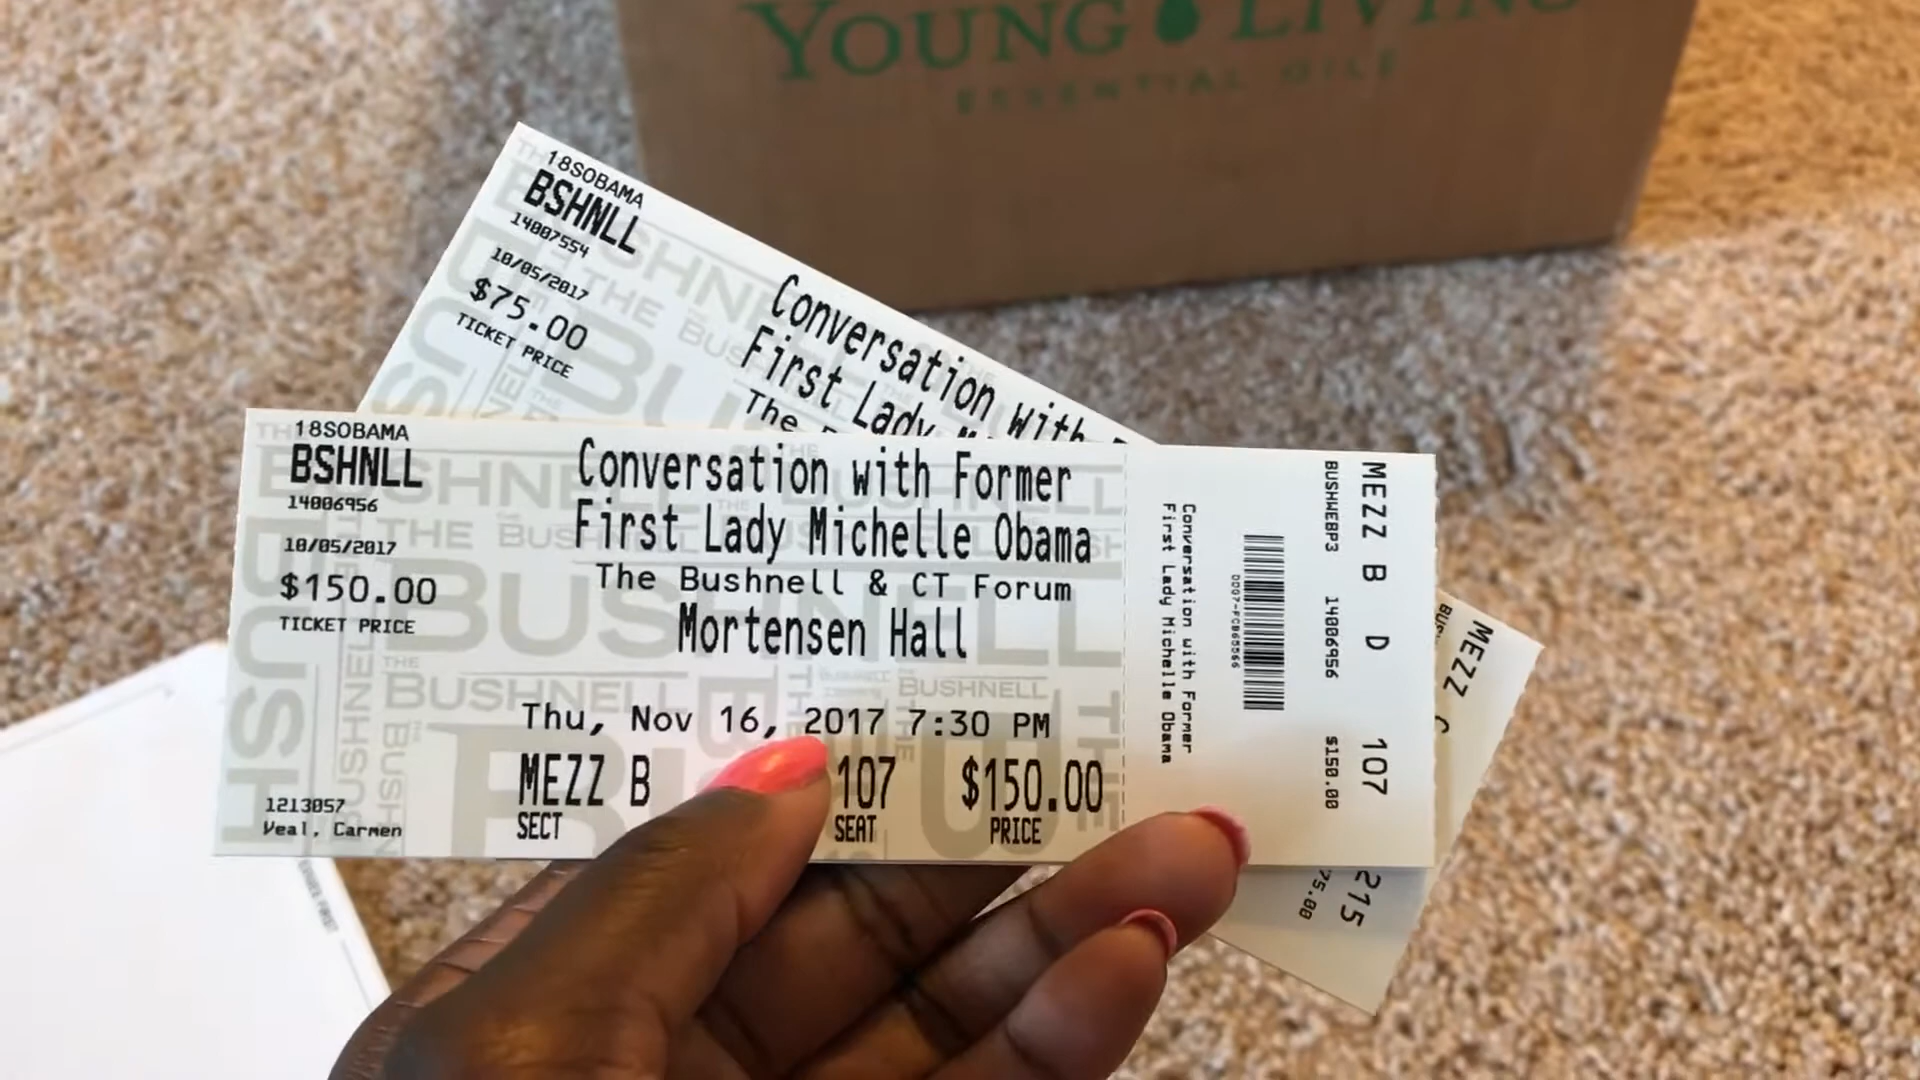 YOUNG LIVING
ESSENTIAL OILS
18SOBAMA
BSHNLL
14007554
10/05/2017
$75.00
TICKET PRICE
Conversation with
First Lady
The
18SOBAMA
BSHNLL
14006956
10/05/2017
$150.00
TICKET PRICE
1213057
Veal, Carmen
Conversation with Former
First Lady Michelle Obama
The Bushnell & CT Forum
Mortensen Hall
Thu, Nov 16, 2017 7:30 PM
MEZZ B 107 $150.00
SECT SEAT PRICE
Conversation with Former
First Lady Michelle Obama
MEZZ B D 107
BUSHWEBP3 14006956 $150.00
MEZZ
215
75.00
THE BUSHNELL